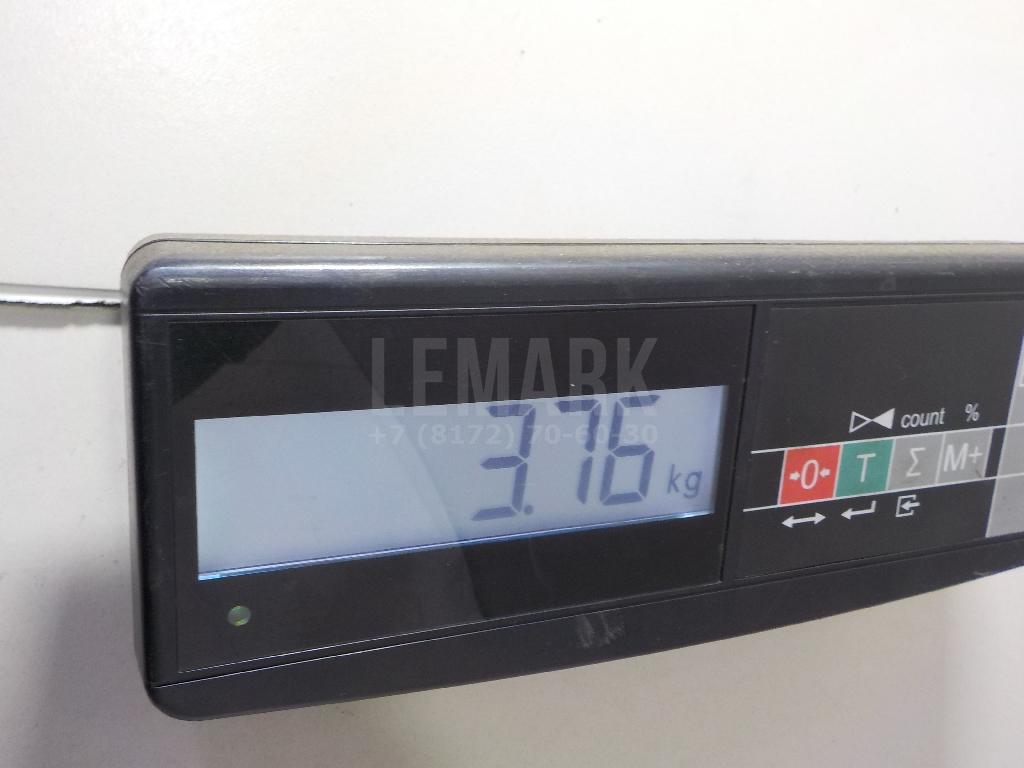 LEMARK
+7 (8172) 70-60-30
3.76 kg
count %
→0← T Σ M+